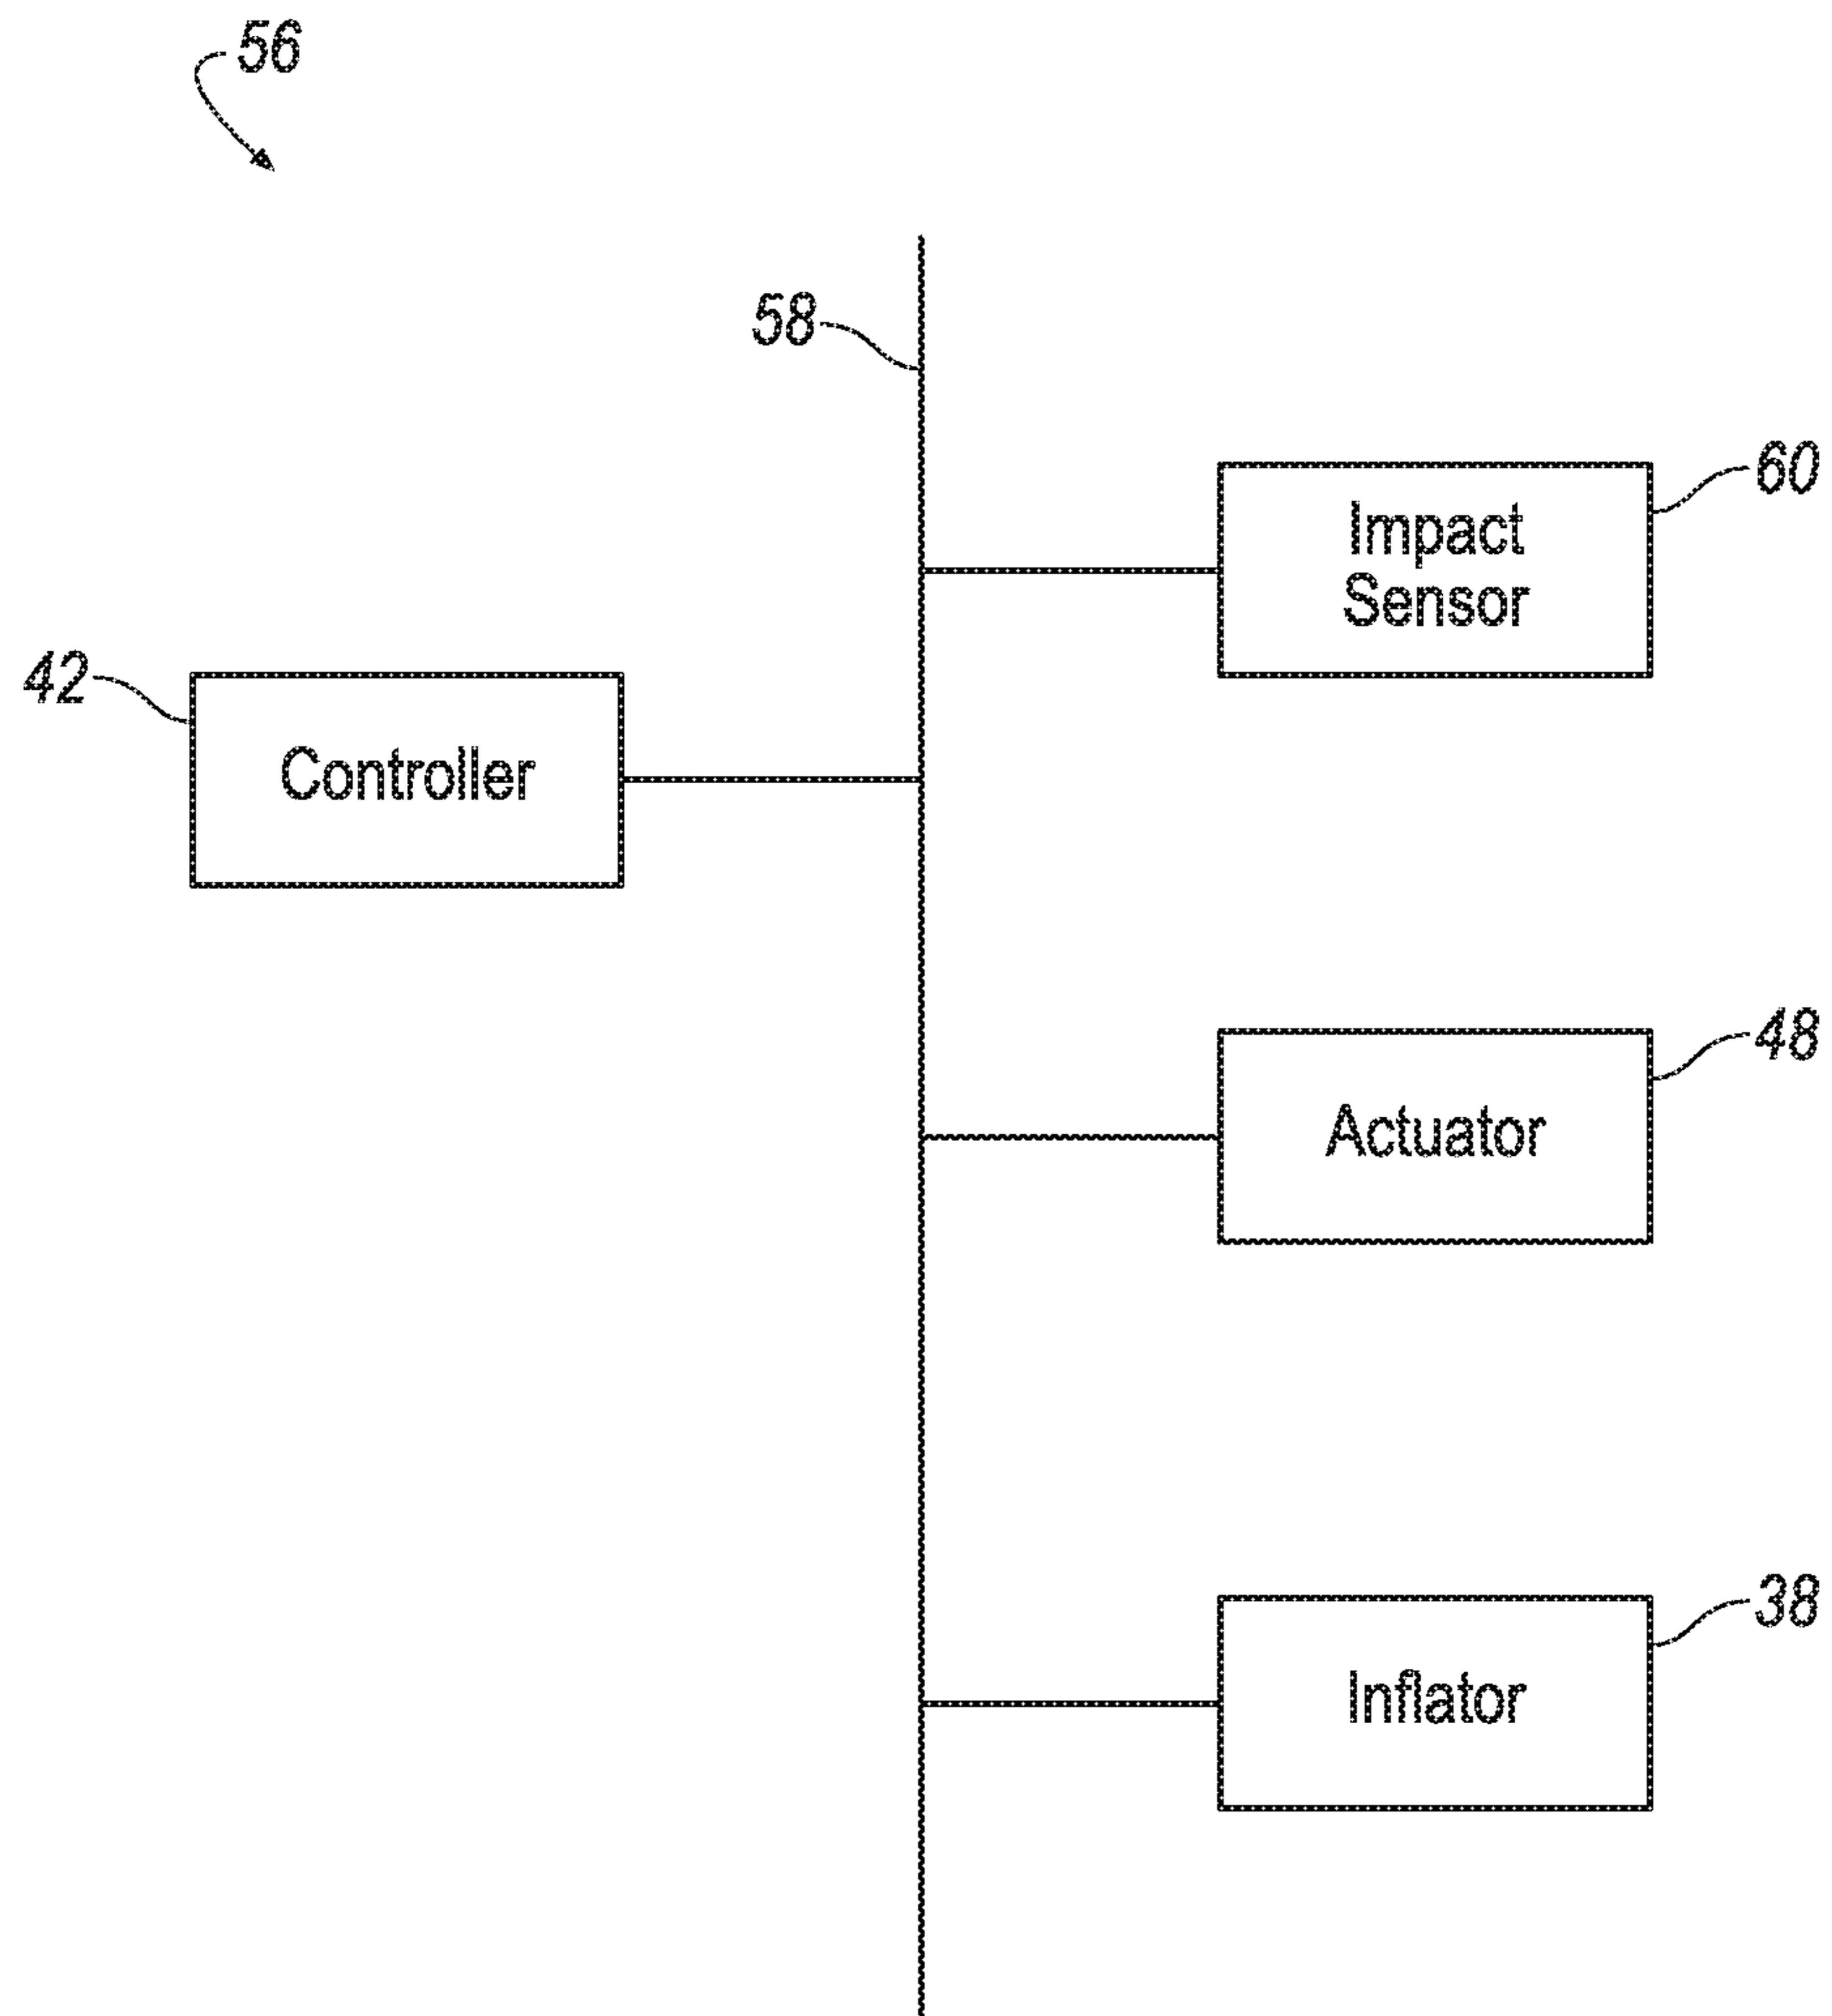 56
58
60
Impact
Sensor
42
Controller
48
Actuator
38
Inflator